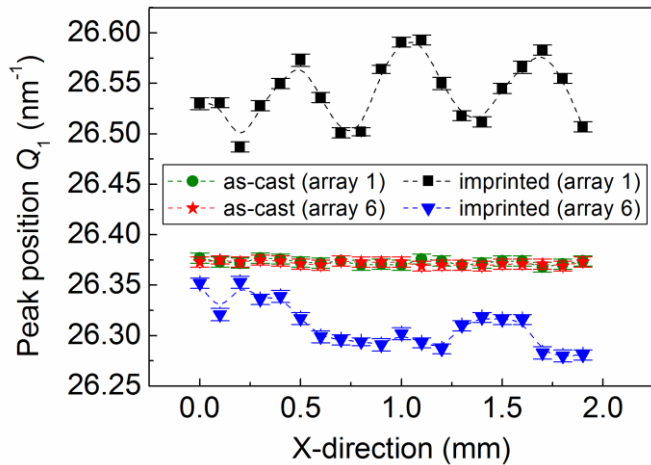 Peak position Q₁ (nm⁻¹)
26.60
26.55
26.50
26.45
26.40
26.35
26.30
26.25
as-cast (array 1) imprinted (array 1)
as-cast (array 6) imprinted (array 6)
0.0 0.5 1.0 1.5 2.0
X-direction (mm)